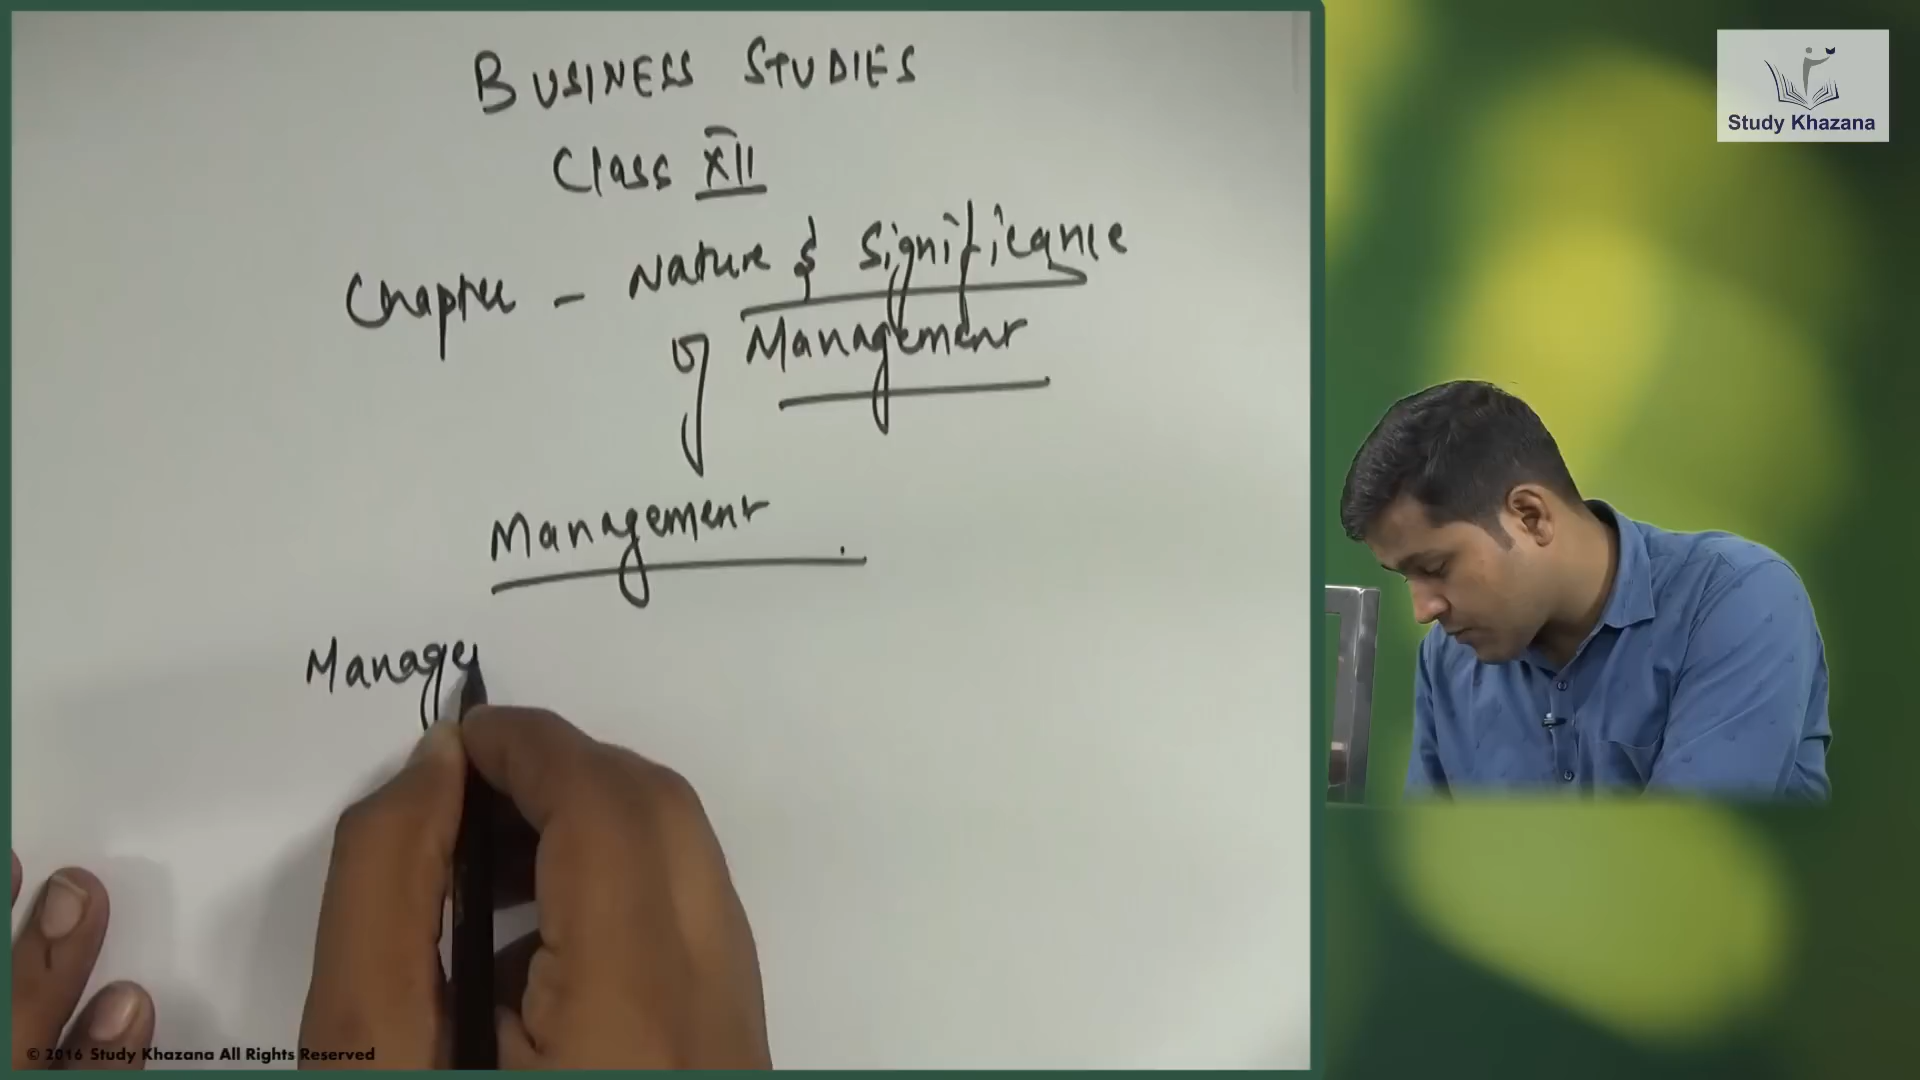 BUSINESS STUDIES
Class XII
Chapter - Nature & Significance
of Management
Management
Manage
Study Khazana
© 2016 Study Khazana All Rights Reserved